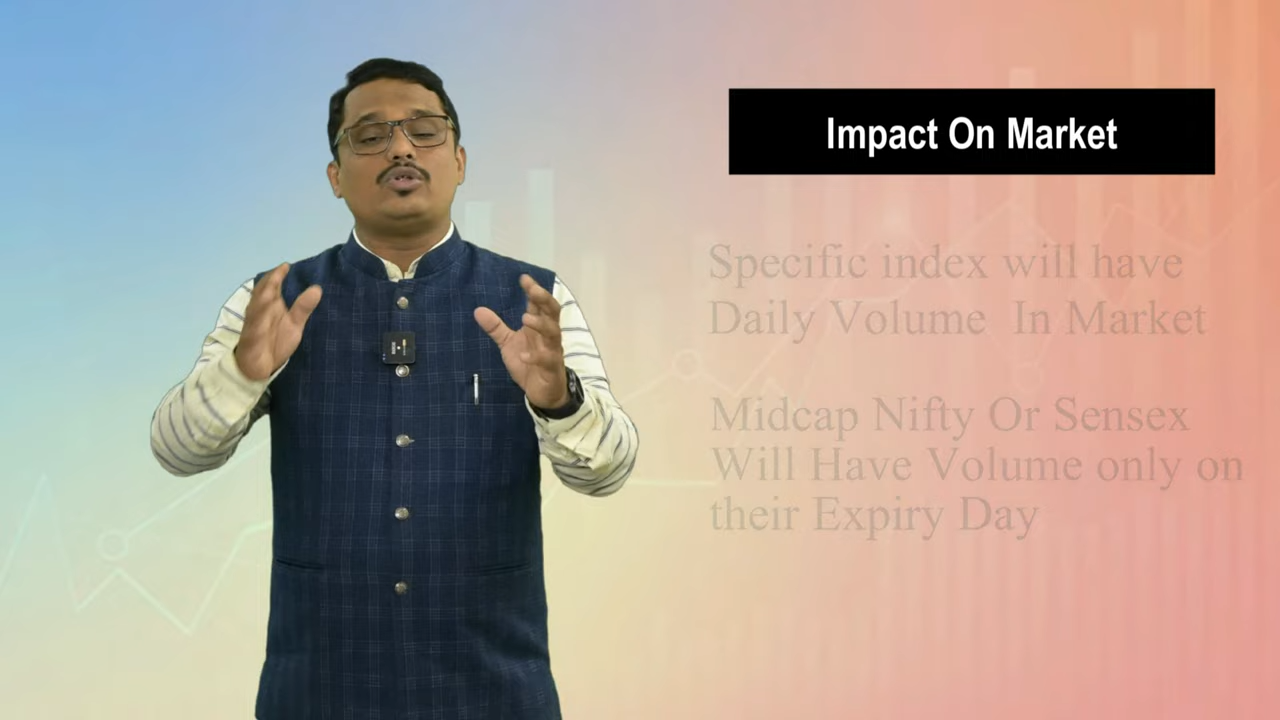 Impact On Market
Specific index will have
Daily Volume In Market
Midcap Nifty Or Sensex
Will Have Volume only on
their Expiry Day